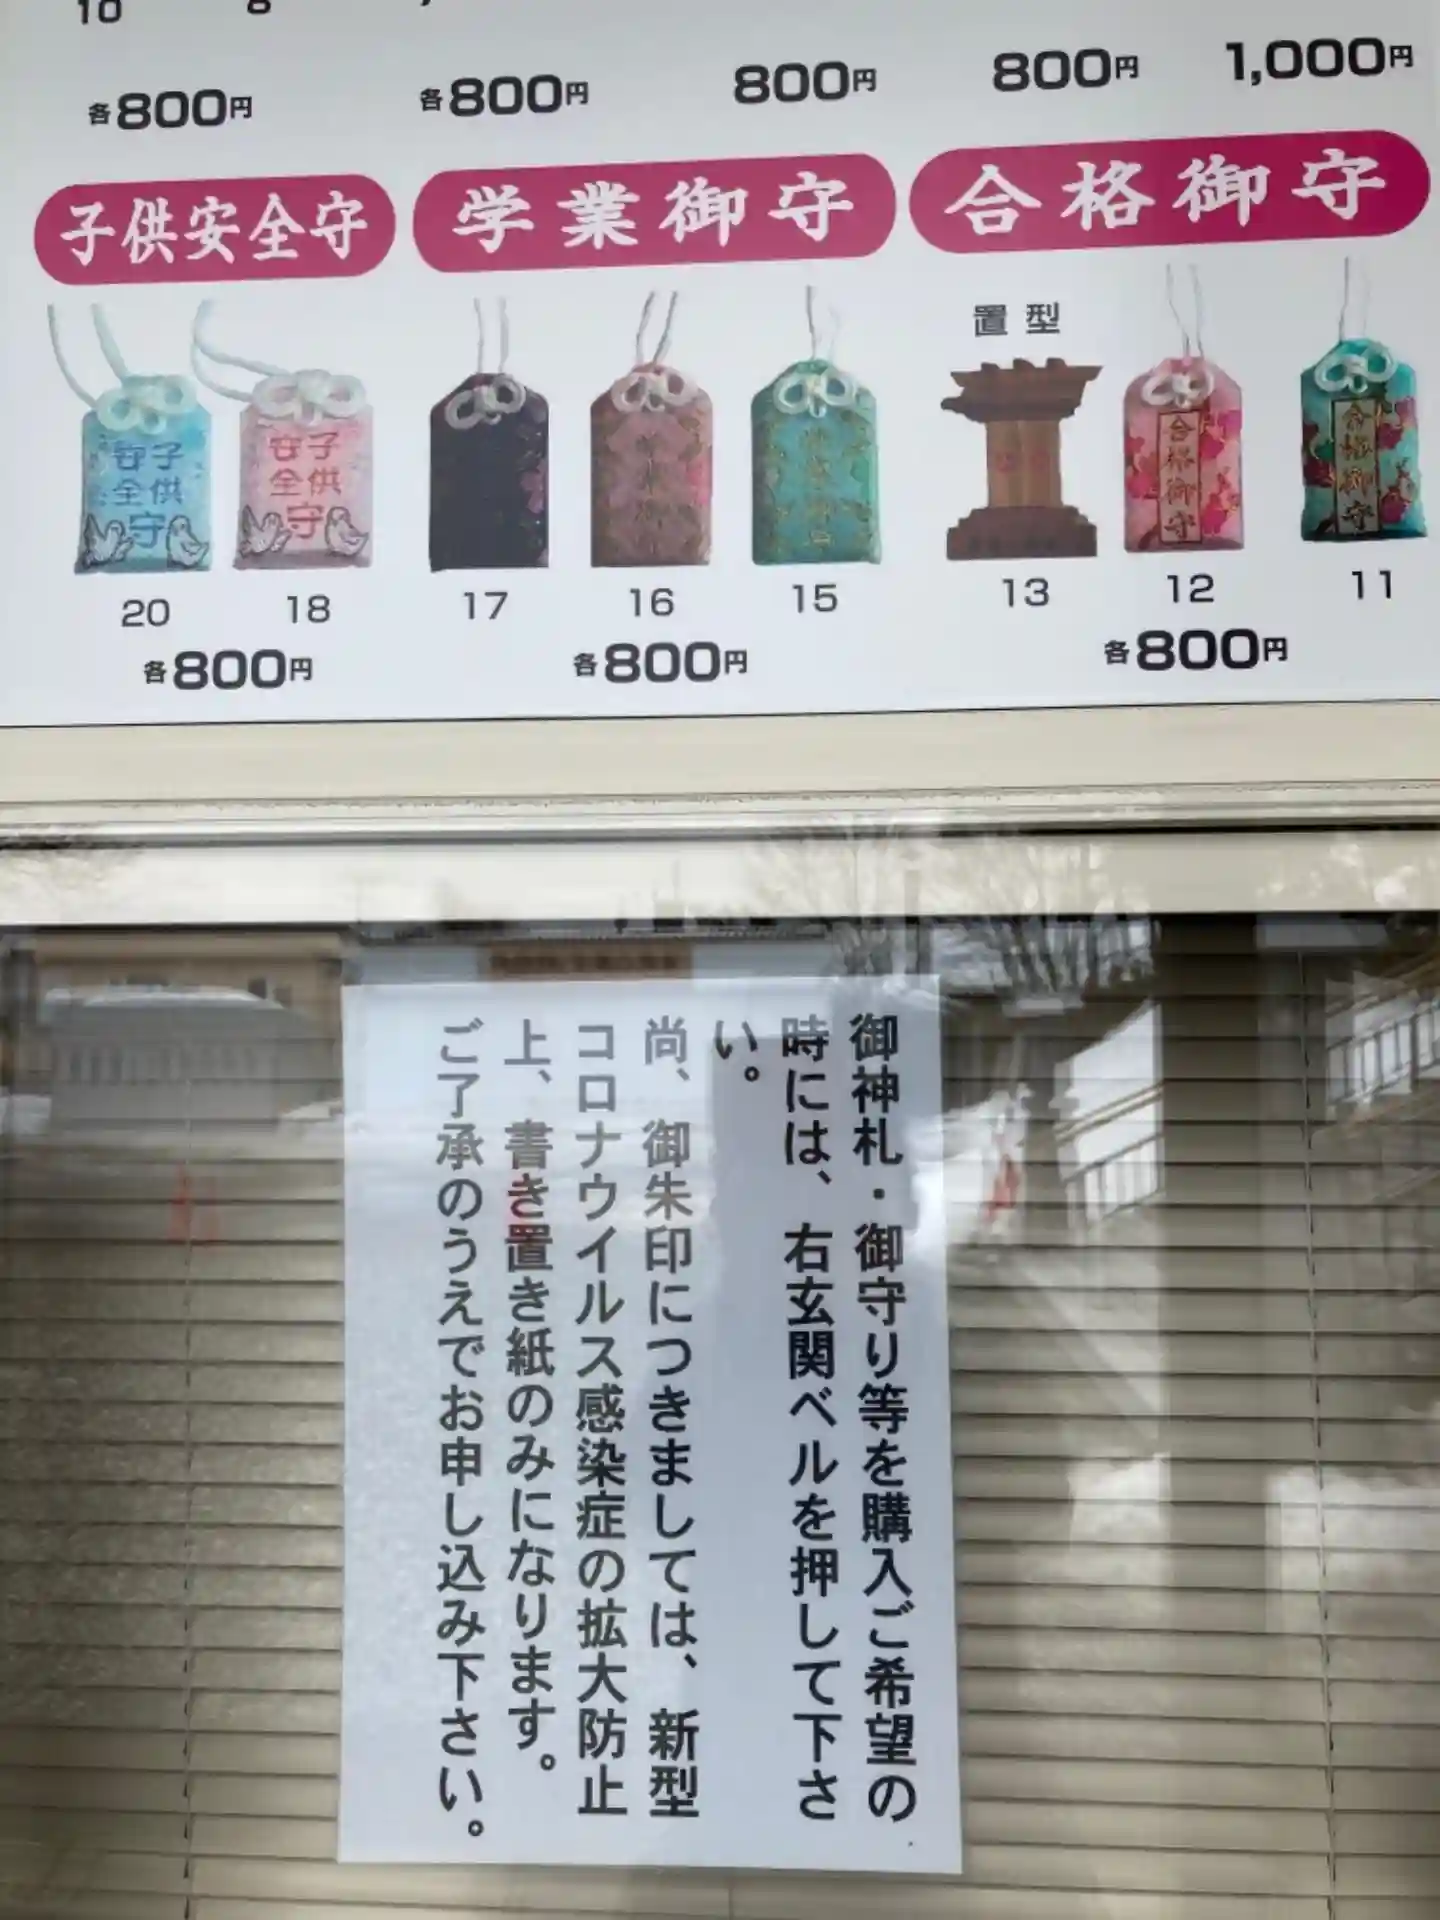 10
各800円 各800円 800円 800円 1,000円
子供安全守 学業御守 合格御守
置型
子供安全守
子供安全守
合格御守
合格御守
20 18 17 16 15 13 12 11
各800円 各800円 各800円
御神札・御守り等を購入ご希望の
時には、右玄関ベルを押して下さ
い。
尚、御朱印につきましては、新型
コロナウイルス感染症の拡大防止
上、書き置き紙のみになります。
ご了承のうえでお申し込み下さい。